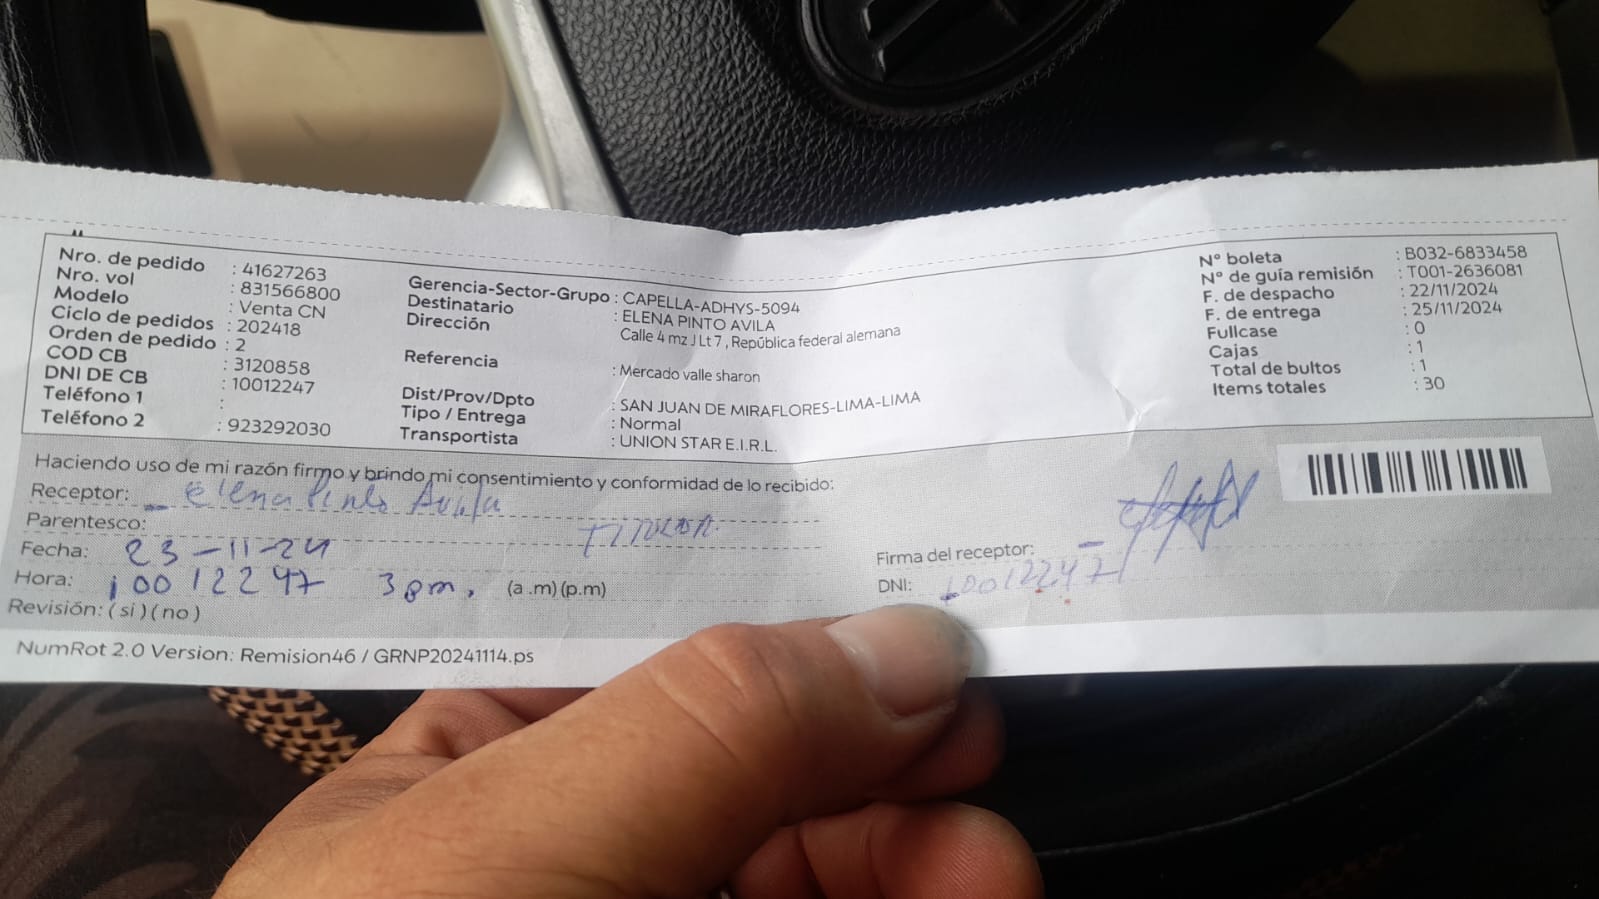 Nro. de pedido : 41627263
Nro. vol : 831566800
Modelo : Venta CN
Ciclo de pedidos : 202418
Orden de pedido : 2
COD CB : 3120858
DNI DE CB : 10012247
Teléfono 1 :
Teléfono 2 : 923292030
Gerencia-Sector-Grupo : CAPELLA-ADHYS-5094
Destinatario : ELENA PINTO AVILA
Dirección Calle 4 mz J Lt 7 , República federal alemana
Referencia : Mercado valle sharon
Dist/Prov/Dpto : SAN JUAN DE MIRAFLORES-LIMA-LIMA
Tipo / Entrega : Normal
Transportista : UNION STAR E.I.R.L.
N° boleta : B032-6833458
N° de guía remisión : T001-2636081
F. de despacho : 22/11/2024
F. de entrega : 25/11/2024
Fullcase : 0
Cajas : 1
Total de bultos : 1
Items totales : 30
Haciendo uso de mi razón firmo y brindo mi consentimiento y conformidad de lo recibido:
Receptor: Elena Pinto Avila
Parentesco: TITULAR
Fecha: 23-11-24
Hora: 10012247 3pm. (a .m) (p.m)
Revisión: ( si ) ( no )
Firma del receptor:
DNI: 10012247
NumRot 2.0 Version: Remision46 / GRNP20241114.ps